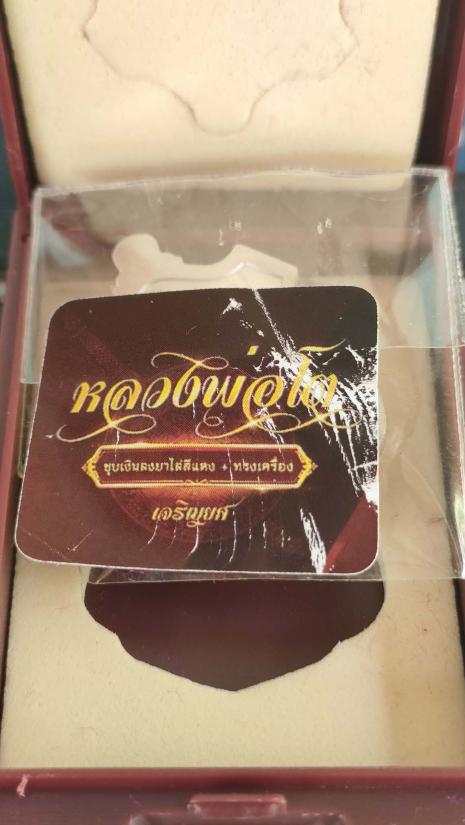 หลวงพ่อโต
ชุบเงินลงยาไล่สีแดง + ทรงเครื่อง
เจริญยศ